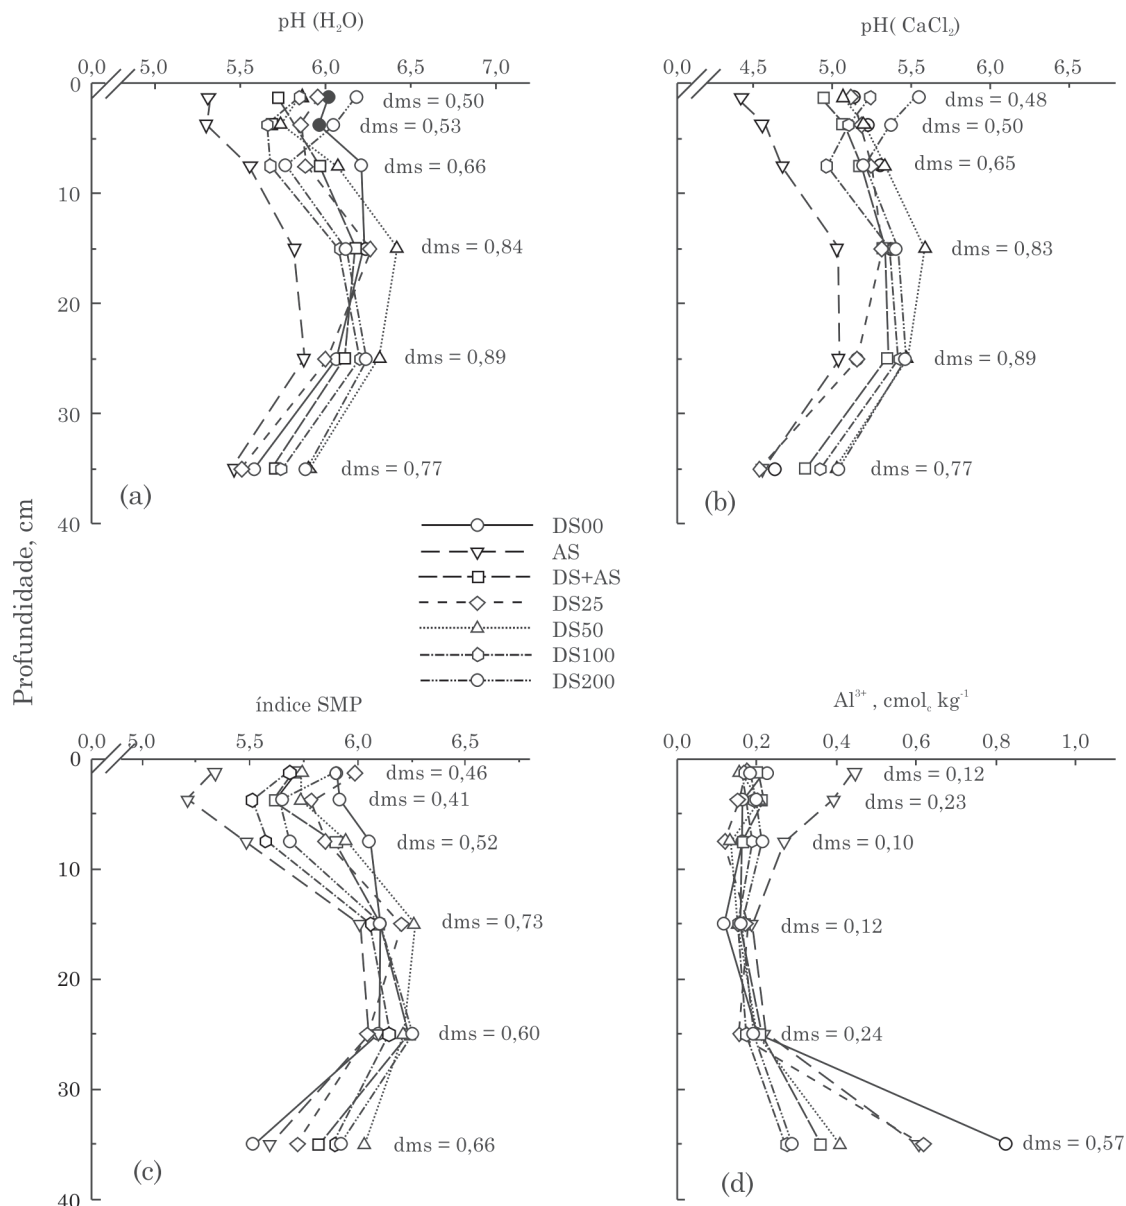 pH (H2O)
0,0 5,0 5,5 6,0 6,5 7,0
0
dms = 0,50
dms = 0,53
dms = 0,66
10
dms = 0,84
20
dms = 0,89
30
dms = 0,77
(a)
40
pH( CaCl2)
0,0 4,5 5,0 5,5 6,0
dms = 0,48
dms = 0,50
dms = 0,65
dms = 0,83
dms = 0,89
dms = 0,77
(b)
Profundidade, cm
DS00
AS
DS+AS
DS25
DS50
DS100
DS200
índice SMP
0,0 5,0 5,5 6,0 6,5
0
dms = 0,46
dms = 0,41
dms = 0,52
10
dms = 0,73
20
dms = 0,60
30
dms = 0,66
(c)
40
Al3+ , cmolc kg-1
0,0 0,2 0,4 0,6 0,8 1,0
dms = 0,12
dms = 0,23
dms = 0,10
dms = 0,12
dms = 0,24
dms = 0,57
(d)